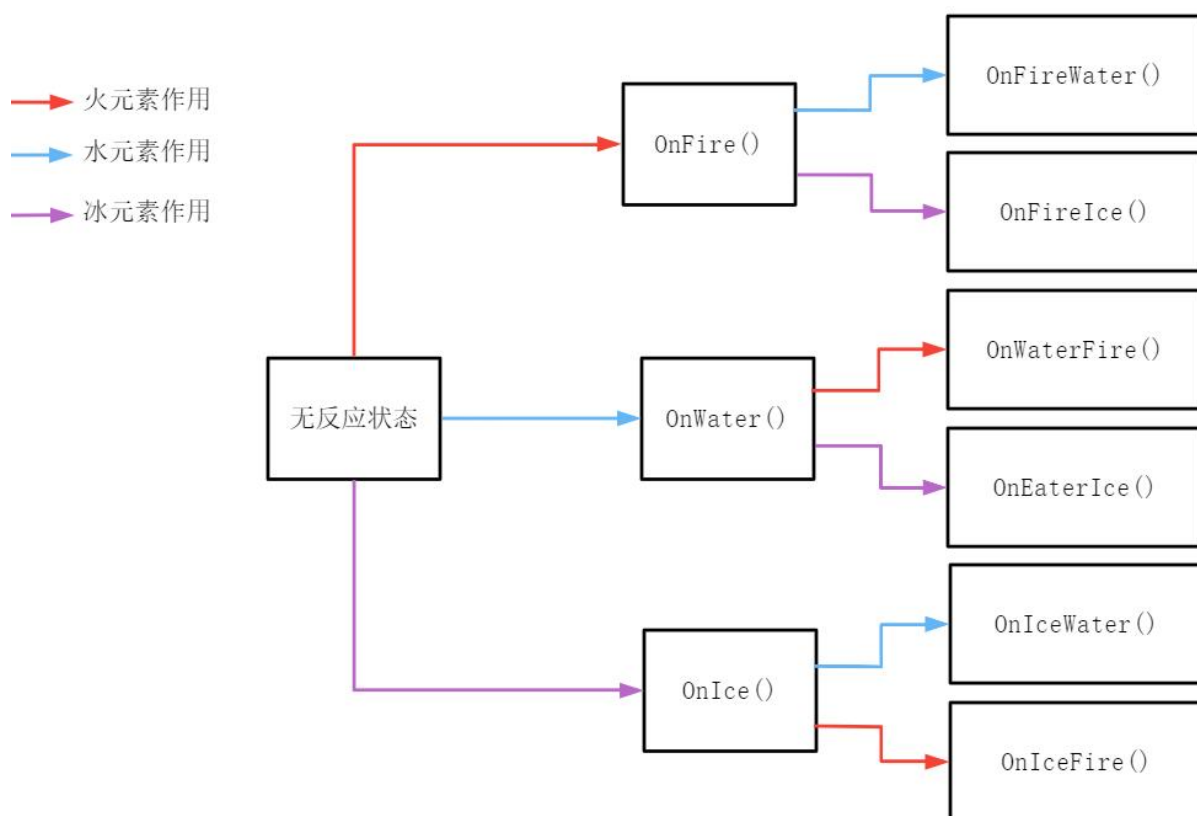 火元素作用
水元素作用
冰元素作用
无反应状态
OnFire()
OnWater()
OnIce()
OnFireWater()
OnFireIce()
OnWaterFire()
OnEaterIce()
OnIceWater()
OnIceFire()